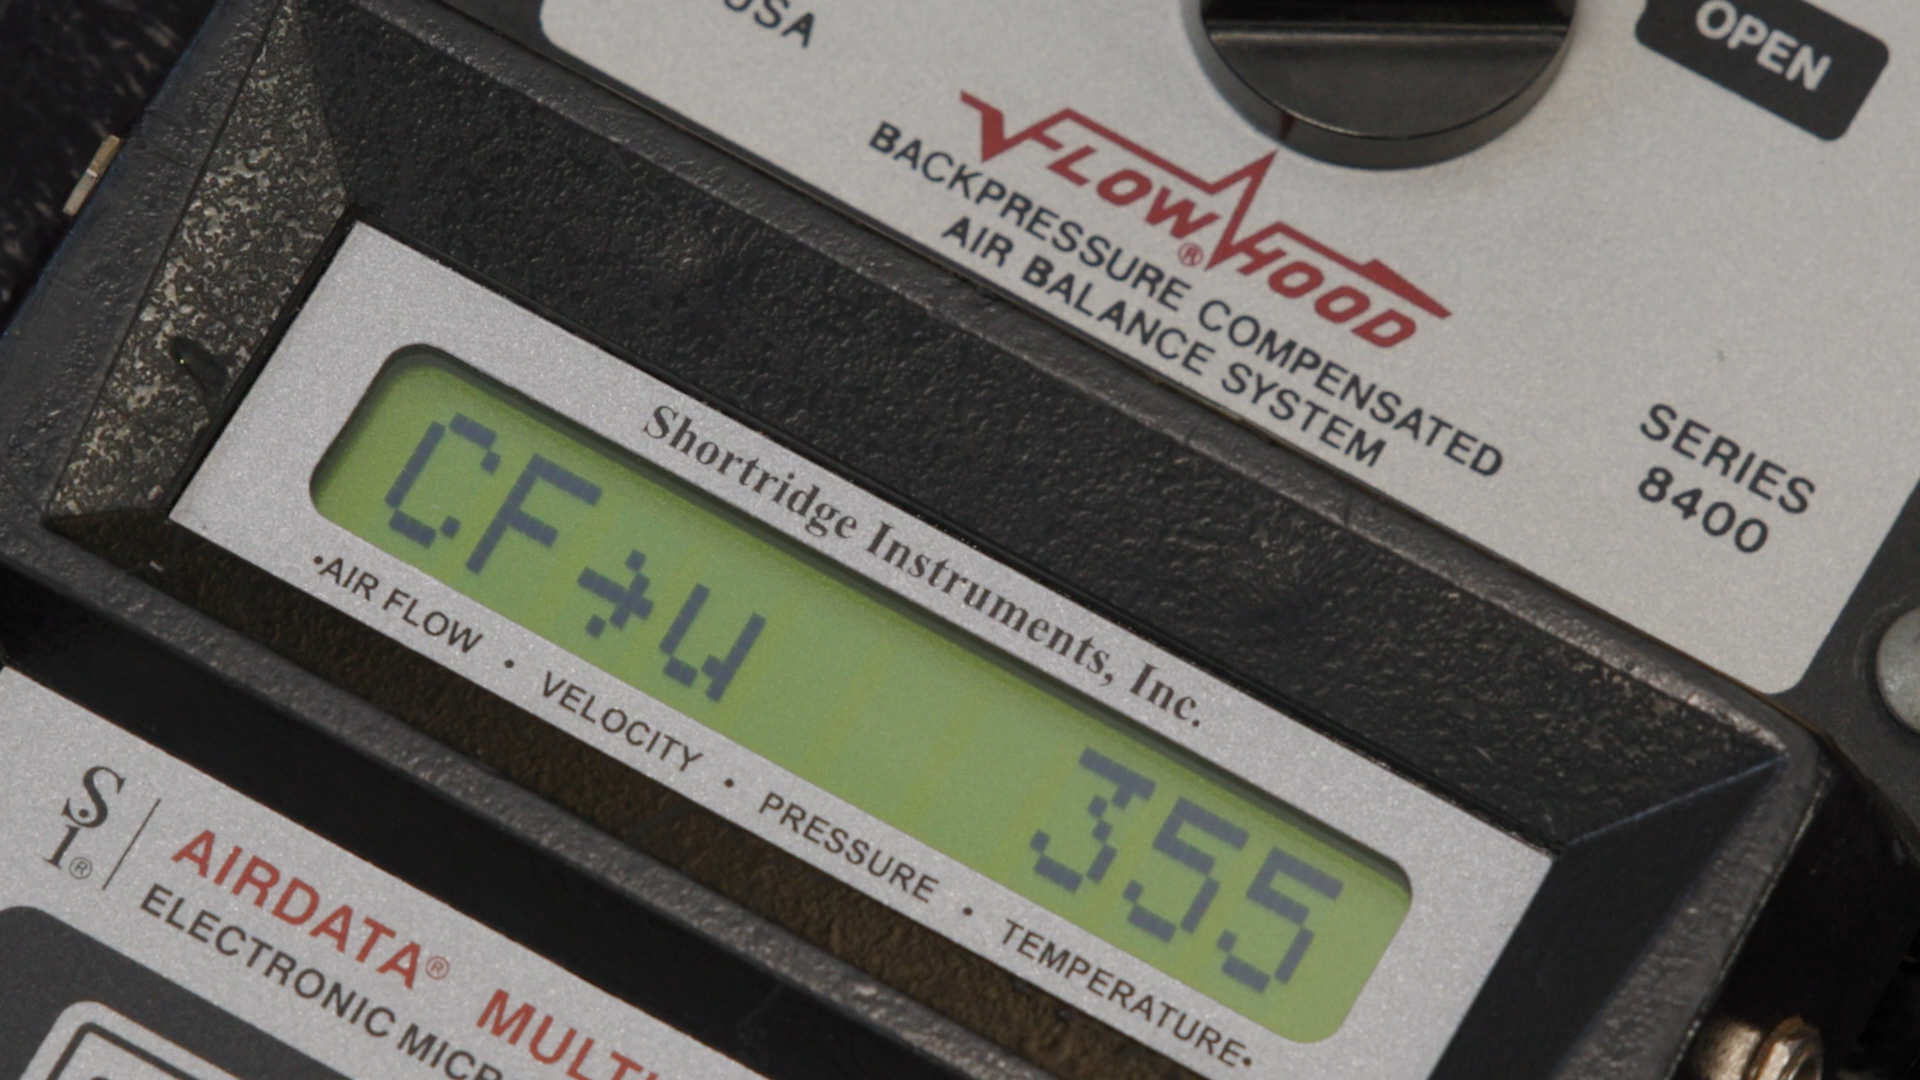 USA
OPEN
FLOWHOOD®
BACKPRESSURE COMPENSATED
AIR BALANCE SYSTEM
SERIES
8400
Shortridge Instruments, Inc.
CF→u 355
•AIR FLOW • VELOCITY • PRESSURE • TEMPERATURE•
SI®
AIRDATA® MULTI
ELECTRONIC MICR